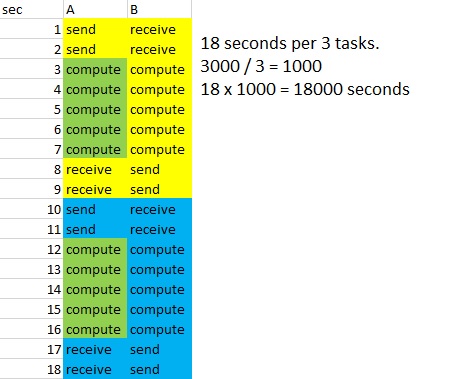 sec A B
1 send receive
2 send receive
3 compute compute
4 compute compute
5 compute compute
6 compute compute
7 compute compute
8 receive send
9 receive send
10 send receive
11 send receive
12 compute compute
13 compute compute
14 compute compute
15 compute compute
16 compute compute
17 receive send
18 receive send
18 seconds per 3 tasks.
3000 / 3 = 1000
18 x 1000 = 18000 seconds